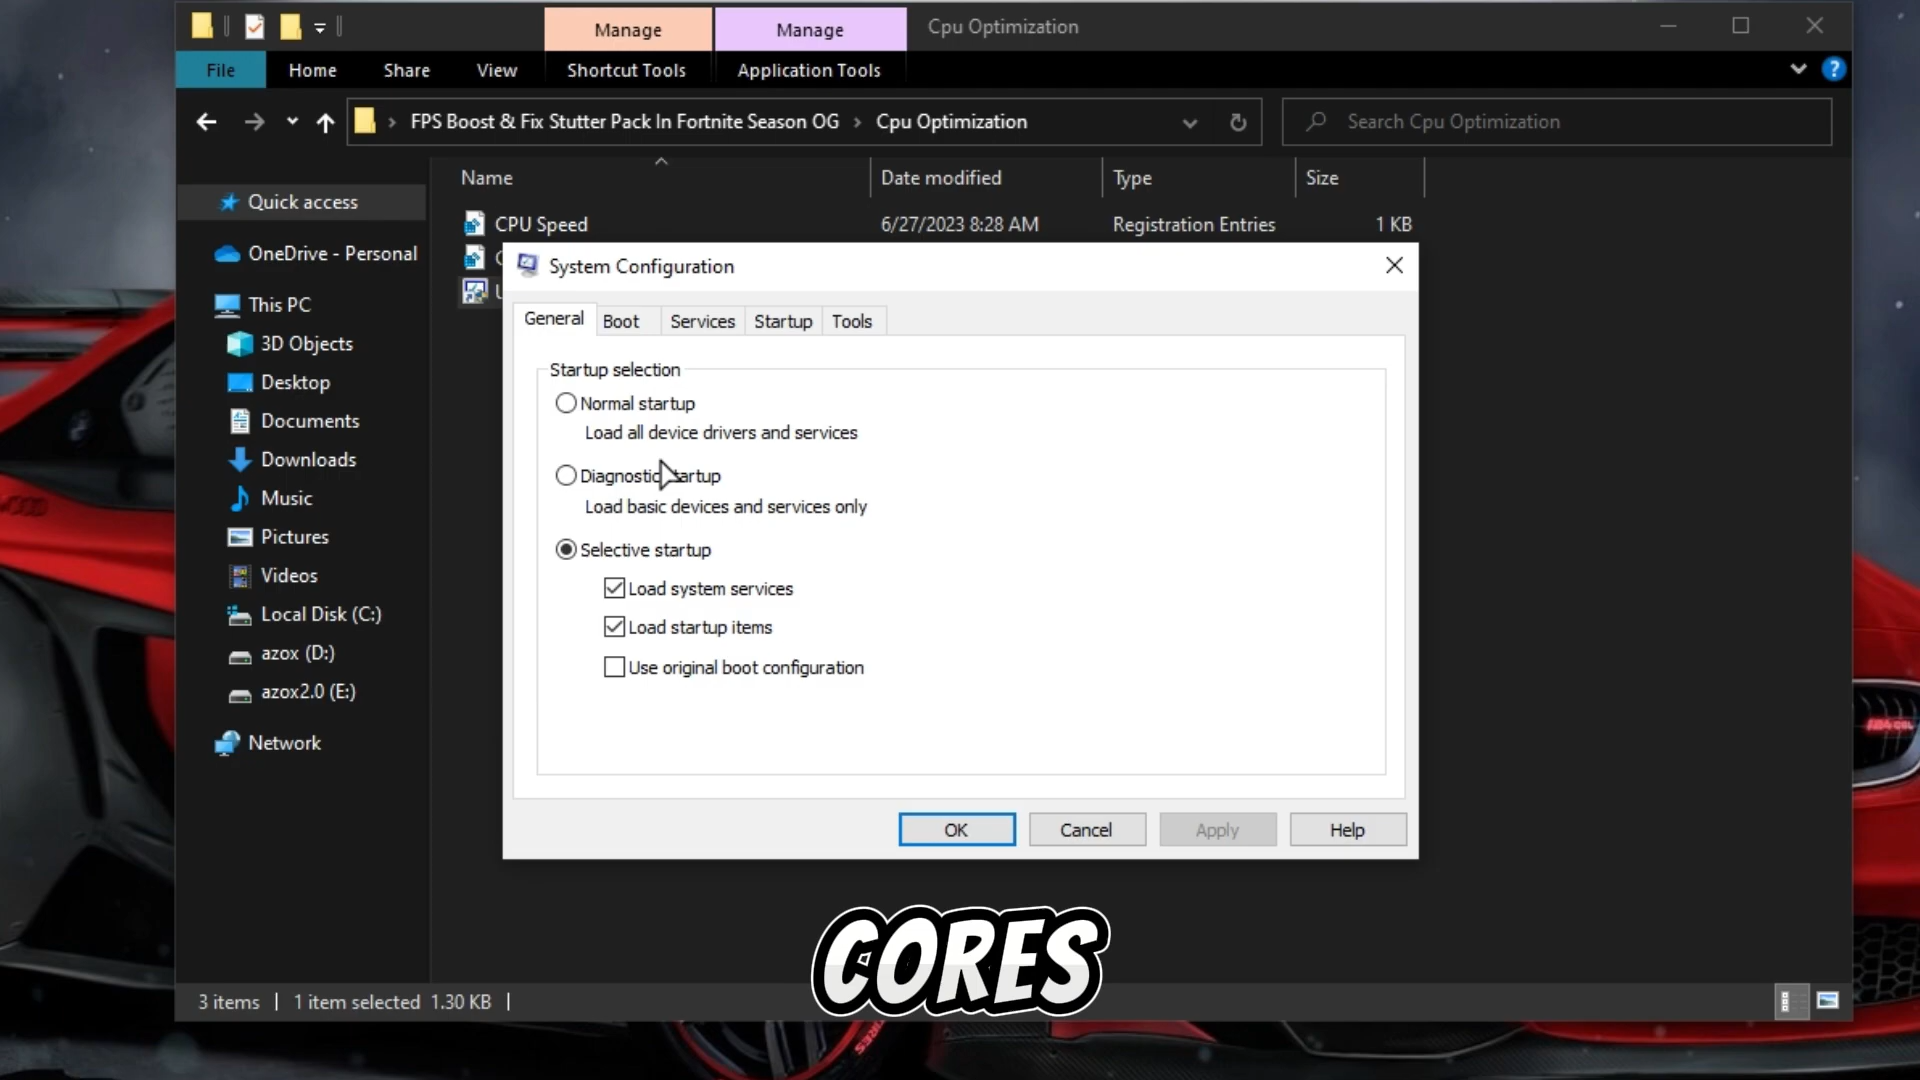 Manage
Manage
Cpu Optimization
File
Home
Share
View
Shortcut Tools
Application Tools
?
FPS Boost & Fix Stutter Pack In Fortnite Season OG
Cpu Optimization
Search Cpu Optimization
Name
Date modified
Type
Size
Quick access
OneDrive - Personal
This PC
3D Objects
Desktop
Documents
Downloads
Music
Pictures
Videos
Local Disk (C:)
azox (D:)
azox2.0 (E:)
Network
CPU Speed
6/27/2023 8:28 AM
Registration Entries
1 KB
System Configuration
General
Boot
Services
Startup
Tools
Startup selection
Normal startup
Load all device drivers and services
Diagnostic startup
Load basic devices and services only
Selective startup
Load system services
Load startup items
Use original boot configuration
OK
Cancel
Apply
Help
CORES
3 items
1 item selected 1.30 KB